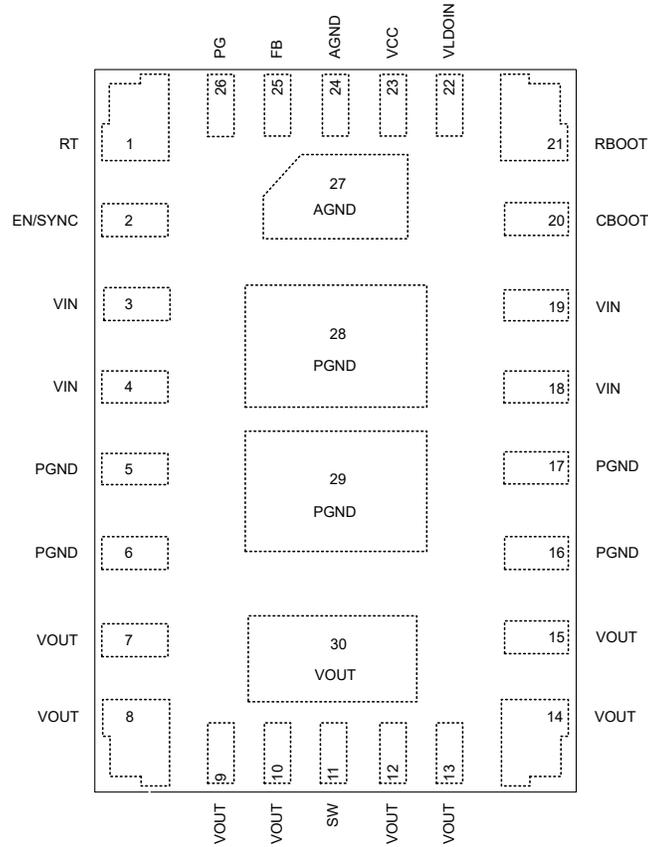 PG
FB
AGND
VCC
VLDOIN
26
25
24
23
22
RT
1
21
RBOOT
27
AGND
EN/SYNC
2
20
CBOOT
VIN
3
19
VIN
28
PGND
VIN
4
18
VIN
PGND
5
17
PGND
29
PGND
PGND
6
16
PGND
VOUT
7
15
VOUT
30
VOUT
VOUT
8
14
VOUT
9
10
11
12
13
VOUT
VOUT
SW
VOUT
VOUT